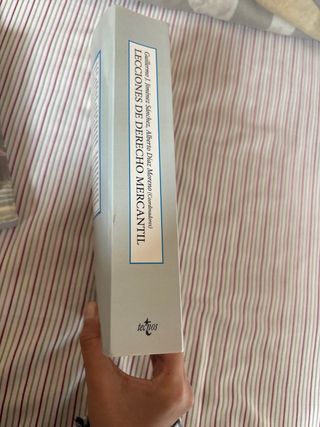 Guillermo J. Jiménez Sánchez, Alberto Díaz Moreno (Coordinadores)
LECCIONES DE DERECHO MERCANTIL
tecnos